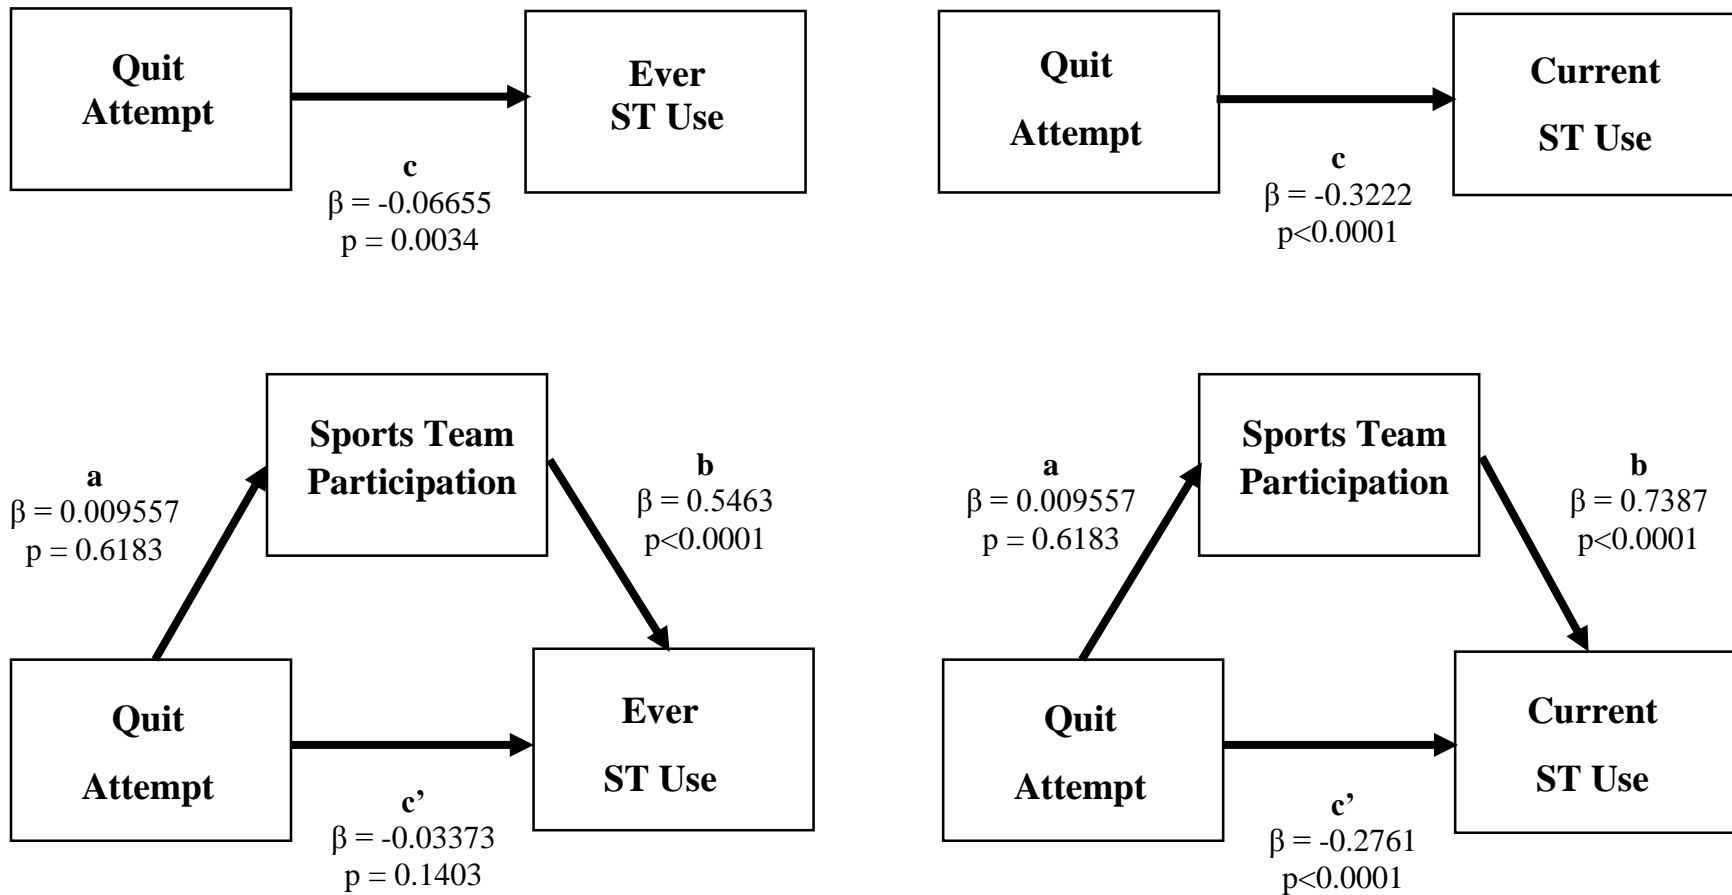 Quit
Attempt
Ever
ST Use
c
β = -0.06655
p = 0.0034
Quit
Attempt
Current
ST Use
c
β = -0.3222
p<0.0001
Sports Team
Participation
a
β = 0.009557
p = 0.6183
b
β = 0.5463
p<0.0001
Quit
Attempt
Ever
ST Use
c’
β = -0.03373
p = 0.1403
Sports Team
Participation
a
β = 0.009557
p = 0.6183
b
β = 0.7387
p<0.0001
Quit
Attempt
Current
ST Use
c’
β = -0.2761
p<0.0001